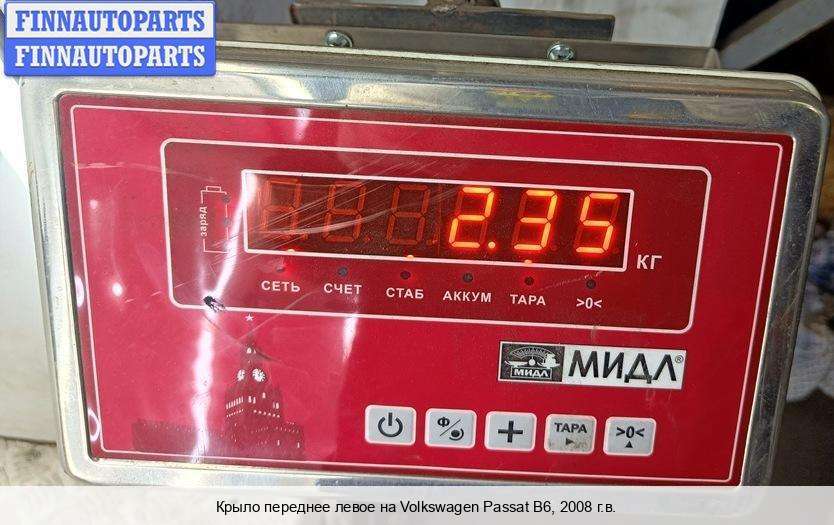 FINNAUTOPARTS
FINNAUTOPARTS
заряд
2.35
КГ
СЕТЬ СЧЕТ СТАБ АККУМ ТАРА >0<
МИДЛ МИДЛ®
Ф/ + ТАРА >0<
Крыло переднее левое на Volkswagen Passat B6, 2008 г.в.